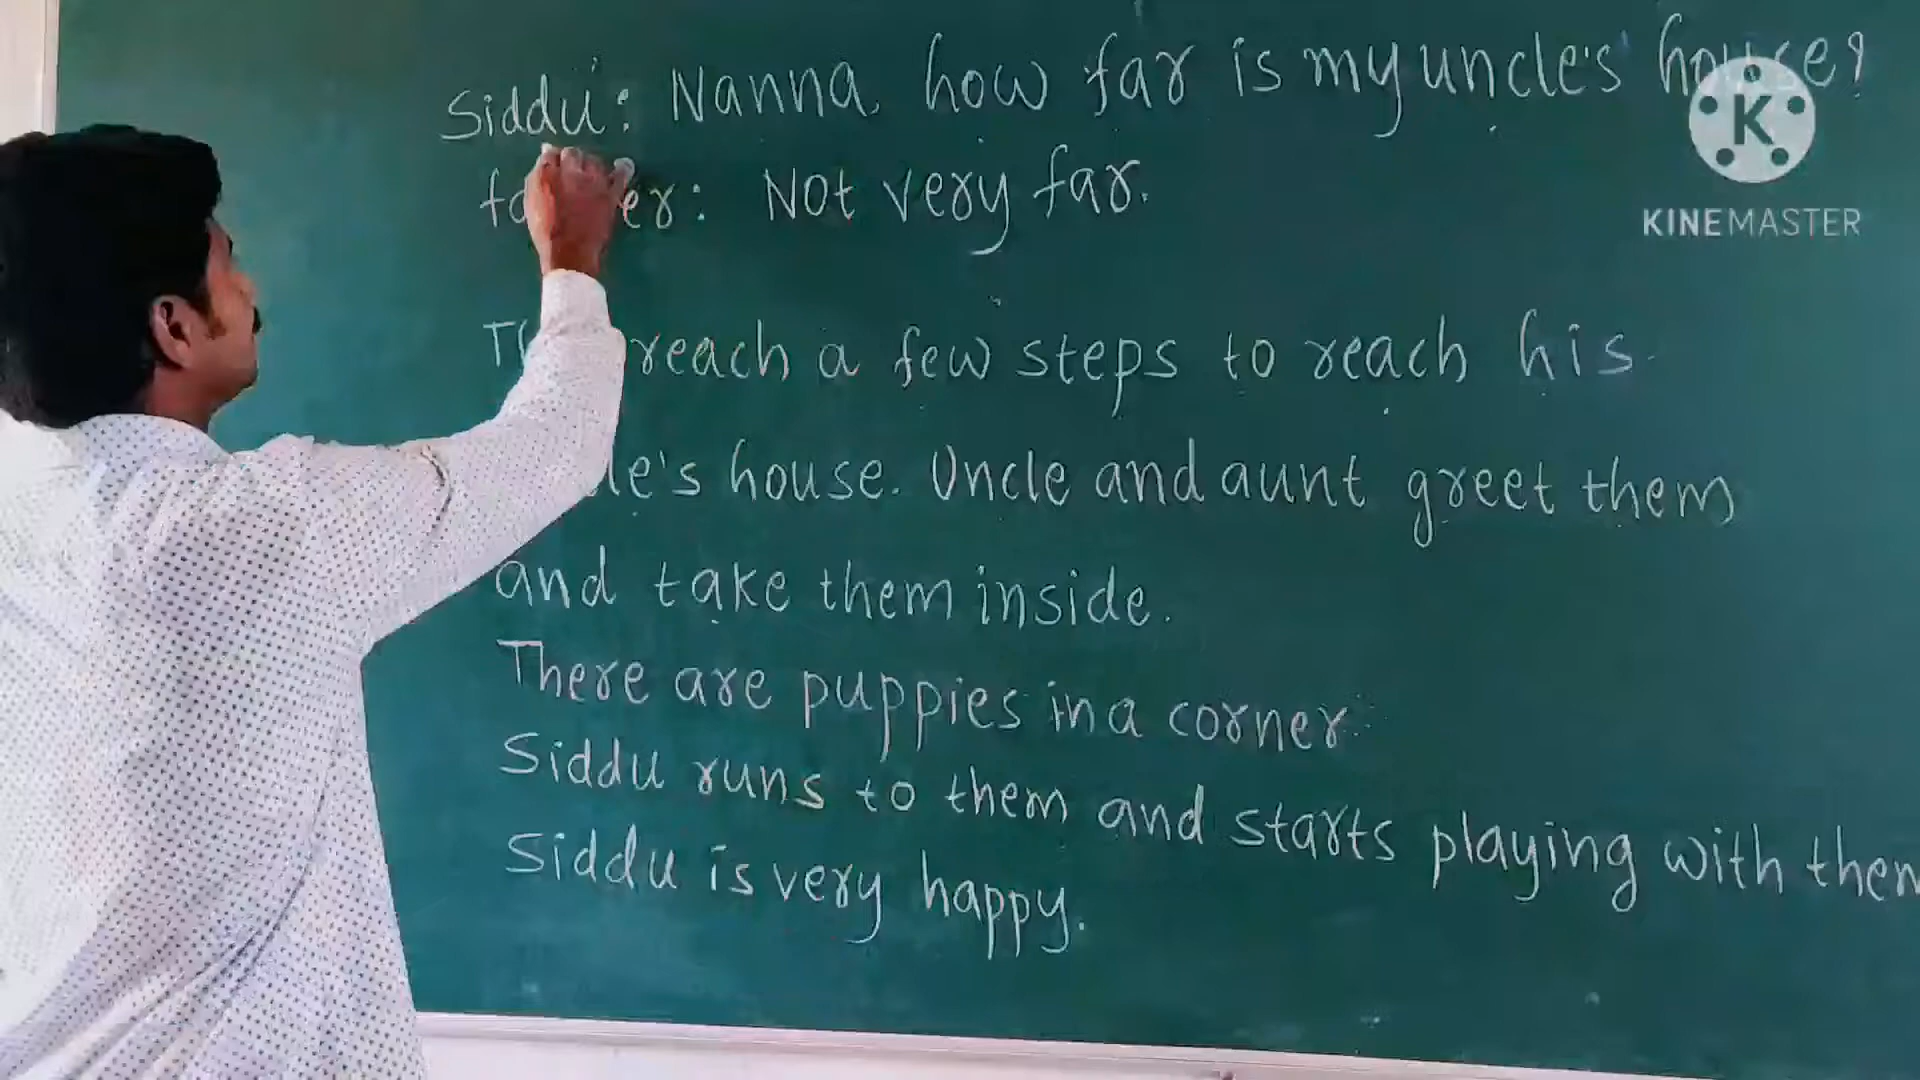 Siddu: Nanna, how far is my uncle's house?
Not very far.
reach a few steps to reach his
house. Uncle and aunt greet them
and take them inside.
There are puppies in a corner.
Siddu runs to them and starts playing with them
Siddu is very happy.
K
KINEMASTER